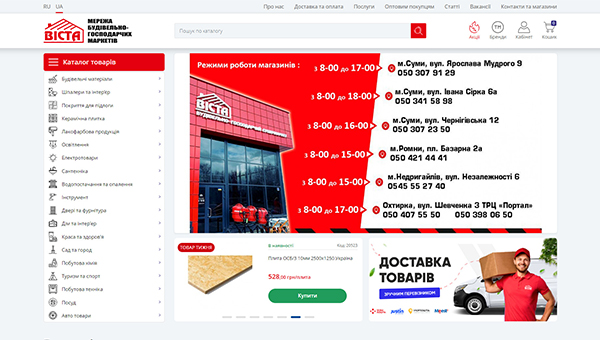 RU UA
Про нас Доставка та оплата Послуги Оптовим покупцям Статті Вакансії Контакти та магазини
ВІСТА
МЕРЕЖА
БУДІВЕЛЬНО-
ГОСПОДАРЧИХ
МАРКЕТІВ
Пошук по каталогу
Акції Бренди Кабінет Кошик
0
Каталог товарів
Будівельні матеріали
Шпалери та інтер'єр
Покриття для підлоги
Керамічна плитка
Лакофарбова продукція
Освітлення
Електротовари
Сантехніка
Водопостачання та опалення
Інструмент
Двері та фурнітура
Дім та інтер'єр
Краса та здоров'я
Сад та город
Побутова хімія
Туризм та спорт
Побутова техніка
Посуд
Авто товари
Режими роботи магазинів :
з 8-00 до 17-00
м.Суми, вул. Ярослава Мудрого 9
050 307 91 29
з 8-00 до 18-00
м.Суми, вул. Івана Сірка 6а
050 341 58 98
з 8-00 до 16-00
м.Суми, вул. Чернігівська 12
050 307 23 50
з 8-00 до 15-00
м.Ромни, пл. Базарна 2а
050 421 44 41
з 8-00 до 15-00
м.Недригайлів, вул. Незалежності 6
0545 55 27 40
з 8-00 до 17-00
Охтирка, вул. Шевченка 3 ТРЦ «Портал»
050 407 55 50 050 398 06 50
ВІСТА
ТОВАР ТИЖНЯ
В наявності
Код: 20523
Плита ОСБ/3 10мм 2500х1250 Україна
528,00 грн/плита
Купити
ДОСТАВКА
ТОВАРІВ
ЗРУЧНИМ ПЕРЕВІЗНИКОМ
justin
УКРПОШТА
Meest